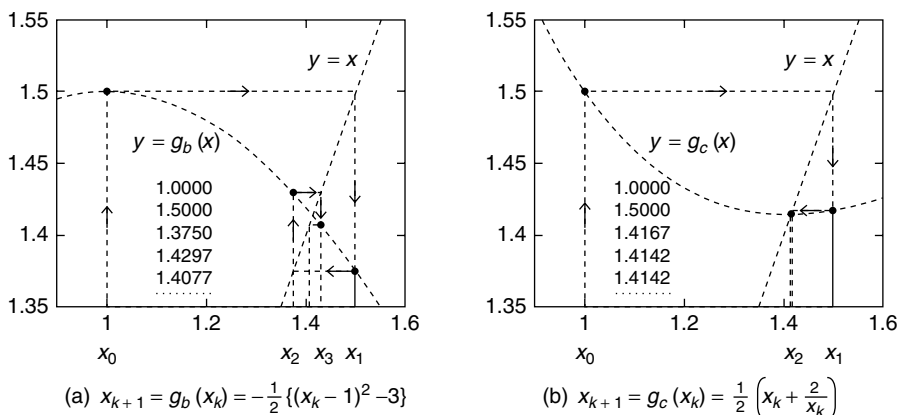 1.55
1.5
1.45
1.4
1.35
y = x
y = g_b (x)
1.0000
1.5000
1.3750
1.4297
1.4077
..........
1 1.2 1.4 1.6
x_0 x_2 x_3 x_1
(a) x_{k+1} = g_b (x_k) = -\frac{1}{2} {(x_k - 1)^2 - 3}
1.55
1.5
1.45
1.4
1.35
y = x
y = g_c (x)
1.0000
1.5000
1.4167
1.4142
1.4142
..........
1 1.2 1.4 1.6
x_0 x_2 x_1
(b) x_{k+1} = g_c (x_k) = \frac{1}{2} (x_k + \frac{2}{x_k})